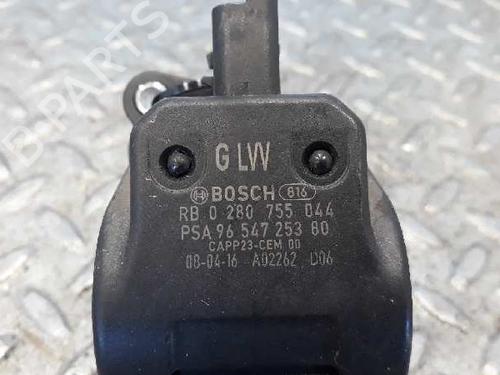 G LVV
BOSCH 816
RB 0 280 755 044
PSA 96 547 253 80
CAPP23-CEM 00
08-04-16 A02262 D06
B-PARTS